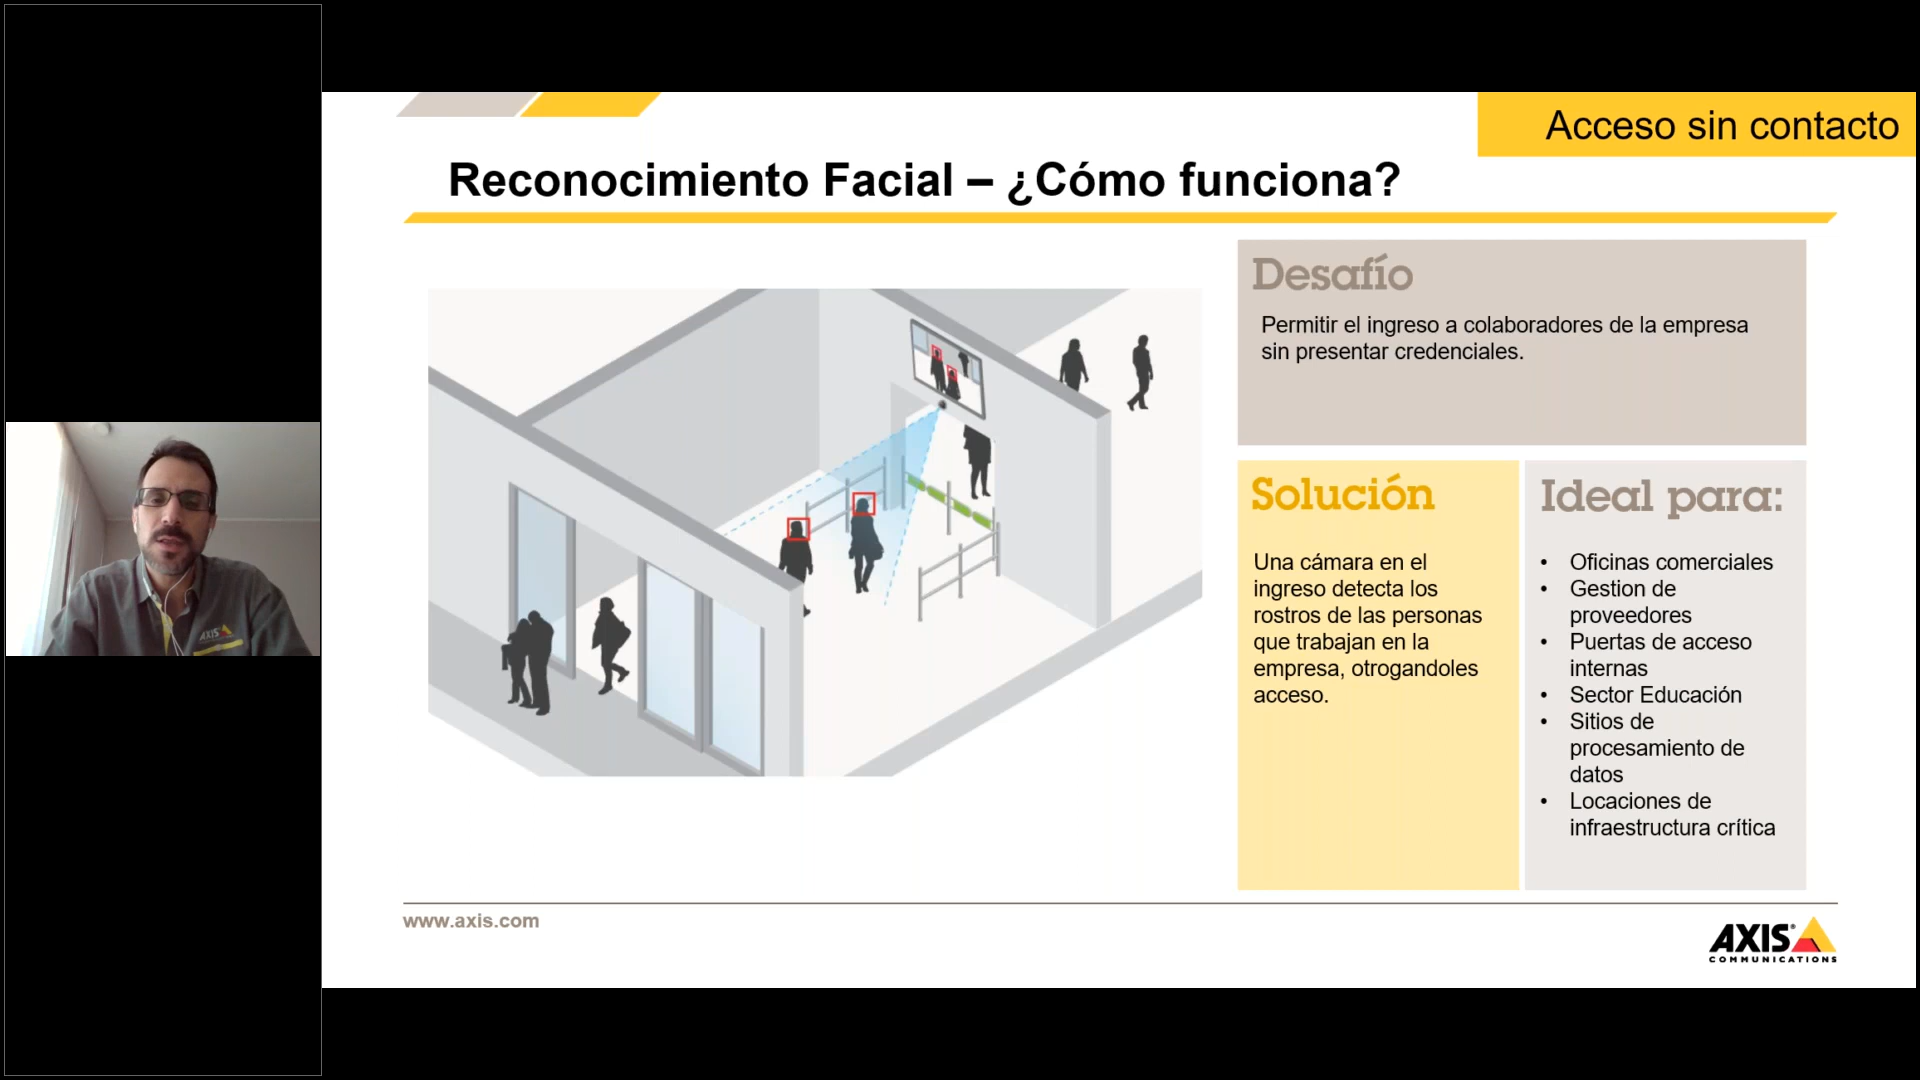 Acceso sin contacto
Reconocimiento Facial – ¿Cómo funciona?
Desafío
Permitir el ingreso a colaboradores de la empresa
sin presentar credenciales.
Solución
Una cámara en el
ingreso detecta los
rostros de las personas
que trabajan en la
empresa, otrogandoles
acceso.
Ideal para:
• Oficinas comerciales
• Gestion de
proveedores
• Puertas de acceso
internas
• Sector Educación
• Sitios de
procesamiento de
datos
• Locaciones de
infraestructura crítica
www.axis.com
AXIS
COMMUNICATIONS
AXIS